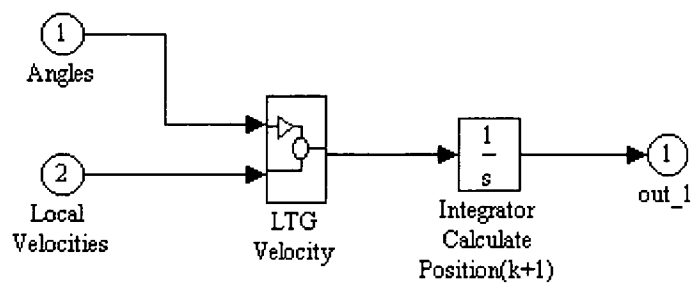 1
Angles
2
Local
Velocities
LTG
Velocity
1
s
Integrator
Calculate
Position(k+1)
1
out_1